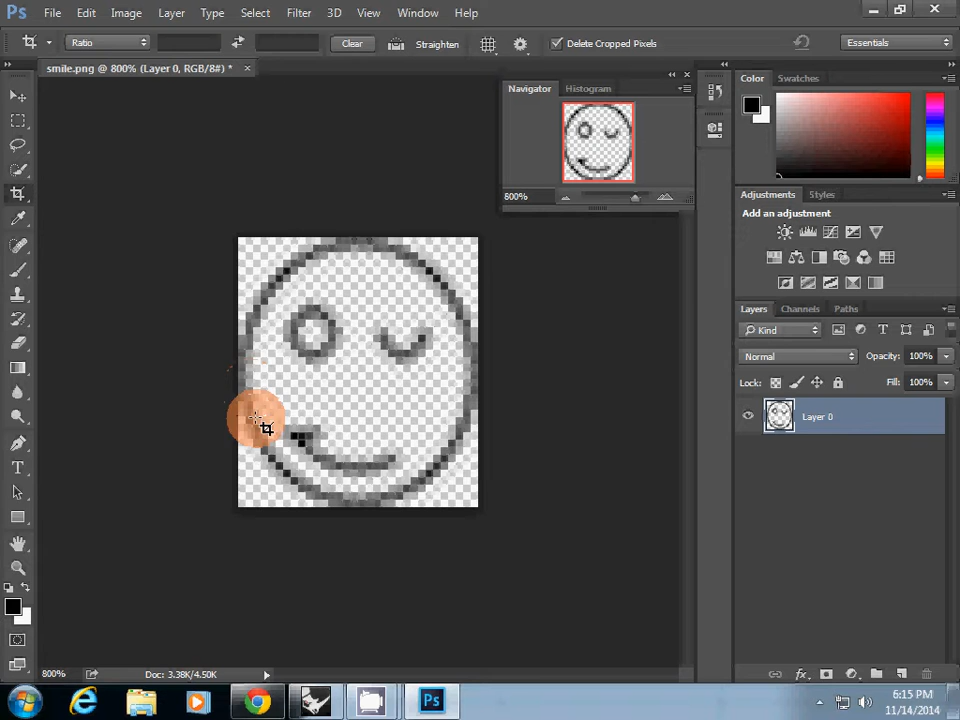 Ps File Edit Image Layer Type Select Filter 3D View Window Help
Ratio Clear Straighten Delete Cropped Pixels Essentials
smile.png @ 800% (Layer 0, RGB/8#) *
Navigator Histogram
800%
Color Swatches
Adjustments Styles
Add an adjustment
Layers Channels Paths
Kind
Normal Opacity: 100%
Lock: Fill: 100%
Layer 0
800% Doc: 3.38K/4.50K
Ps
6:15 PM
11/14/2014